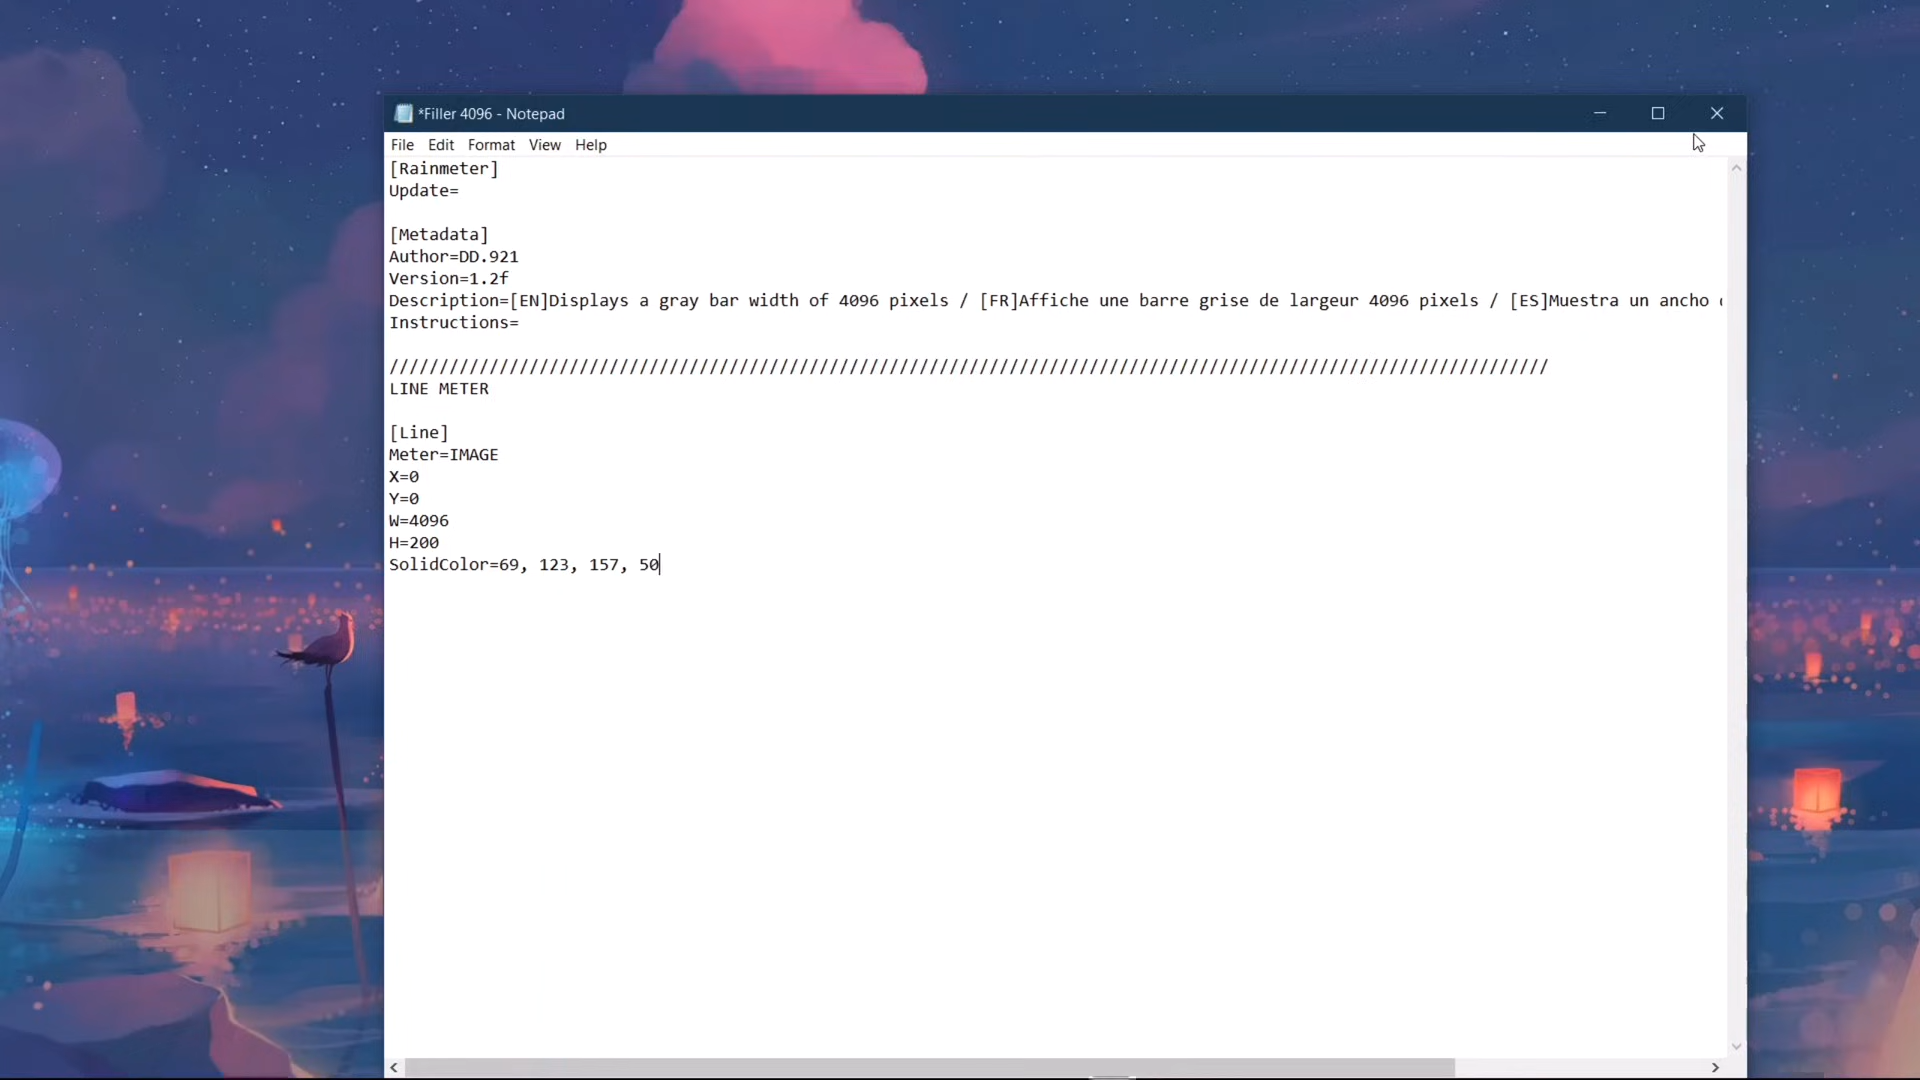 *Filler 4096 - Notepad
File Edit Format View Help
[Rainmeter]
Update=
[Metadata]
Author=DD.921
Version=1.2f
Description=[EN]Displays a gray bar width of 4096 pixels / [FR]Affiche une barre grise de largeur 4096 pixels / [ES]Muestra un ancho
Instructions=
////////////////////////////////////////////////////////////////////////////////////////////////////////////////////
LINE METER
[Line]
Meter=IMAGE
X=0
Y=0
W=4096
H=200
SolidColor=69, 123, 157, 50